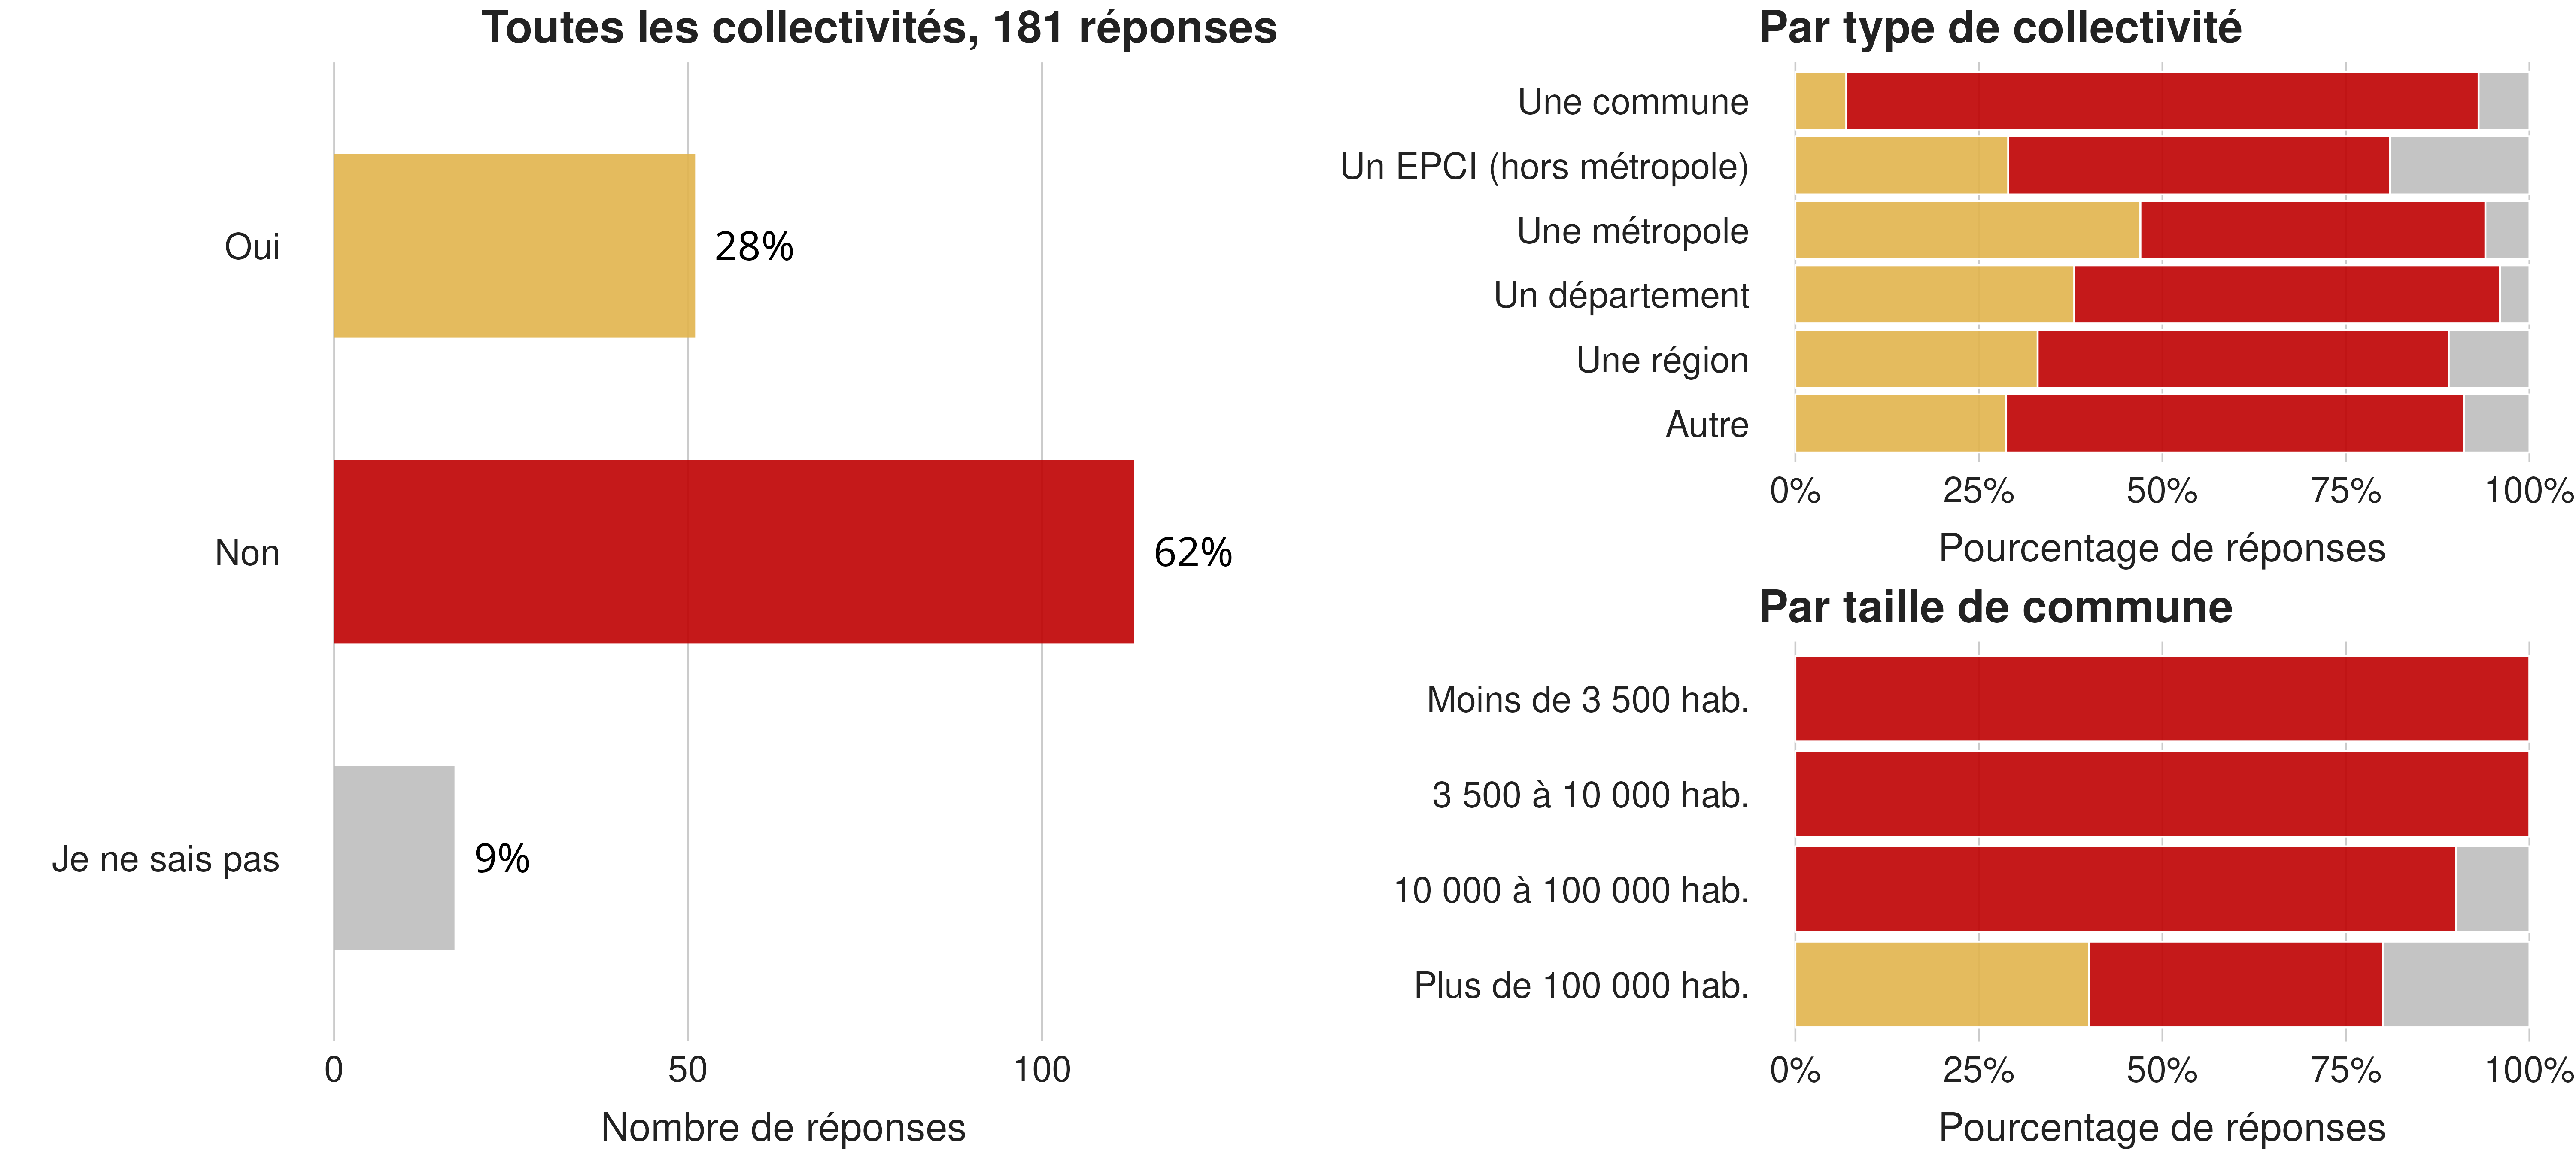 Toutes les collectivités, 181 réponses
Oui
28%
Non
62%
Je ne sais pas
9%
0 50 100
Nombre de réponses
Par type de collectivité
Une commune
Un EPCI (hors métropole)
Une métropole
Un département
Une région
Autre
0% 25% 50% 75% 100%
Pourcentage de réponses
Par taille de commune
Moins de 3 500 hab.
3 500 à 10 000 hab.
10 000 à 100 000 hab.
Plus de 100 000 hab.
0% 25% 50% 75% 100%
Pourcentage de réponses